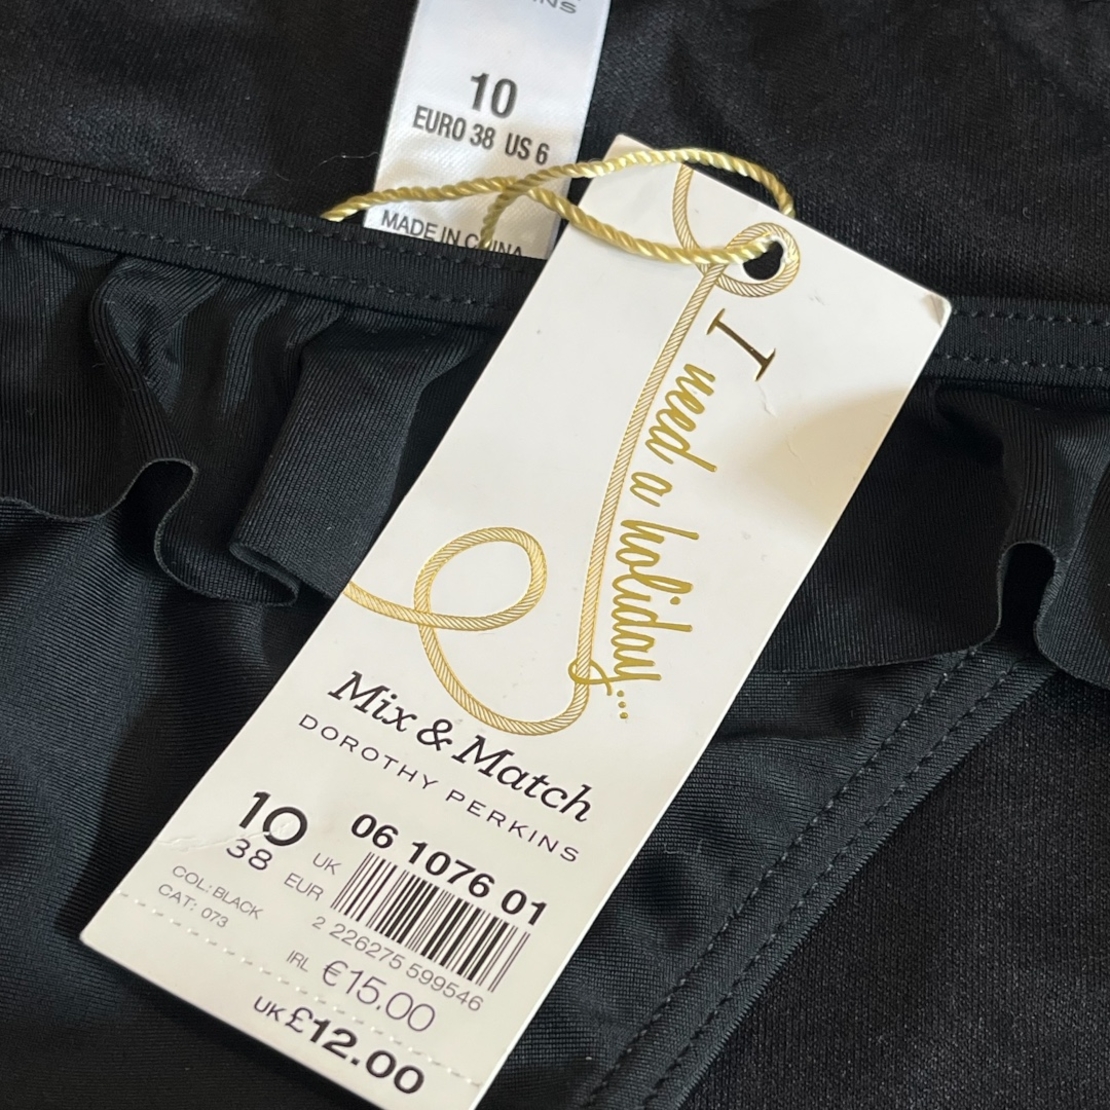 10
EURO 38 US 6
MADE IN CHINA
I need a holiday...
Mix & Match
DOROTHY PERKINS
10 UK
38 EUR
06 1076 01
COL: BLACK
CAT: 073
2 226275 599546
IRL €15.00
UK £12.00